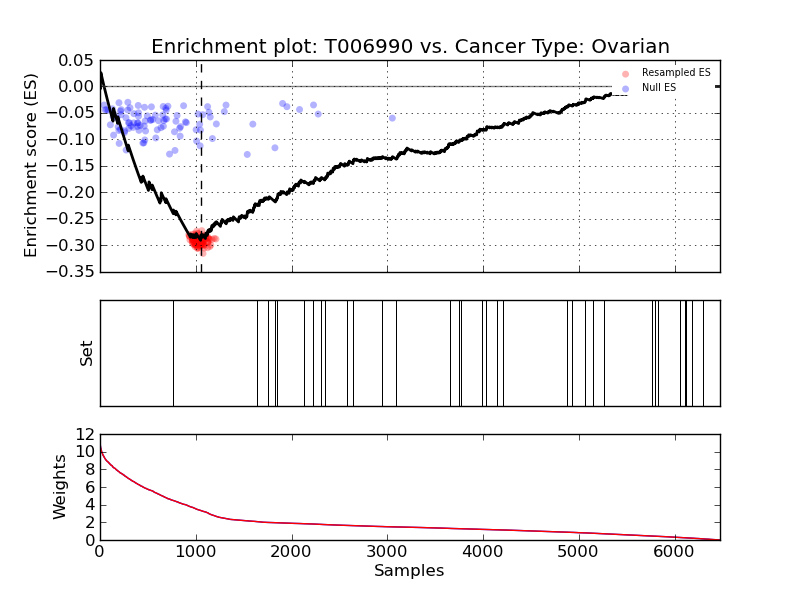 Enrichment plot: T006990 vs. Cancer Type: Ovarian
Enrichment score (ES)
0.05
0.00
−0.05
−0.10
−0.15
−0.20
−0.25
−0.30
−0.35
Resampled ES
Null ES
Set
Weights
12
10
8
6
4
2
0
0 1000 2000 3000 4000 5000 6000
Samples